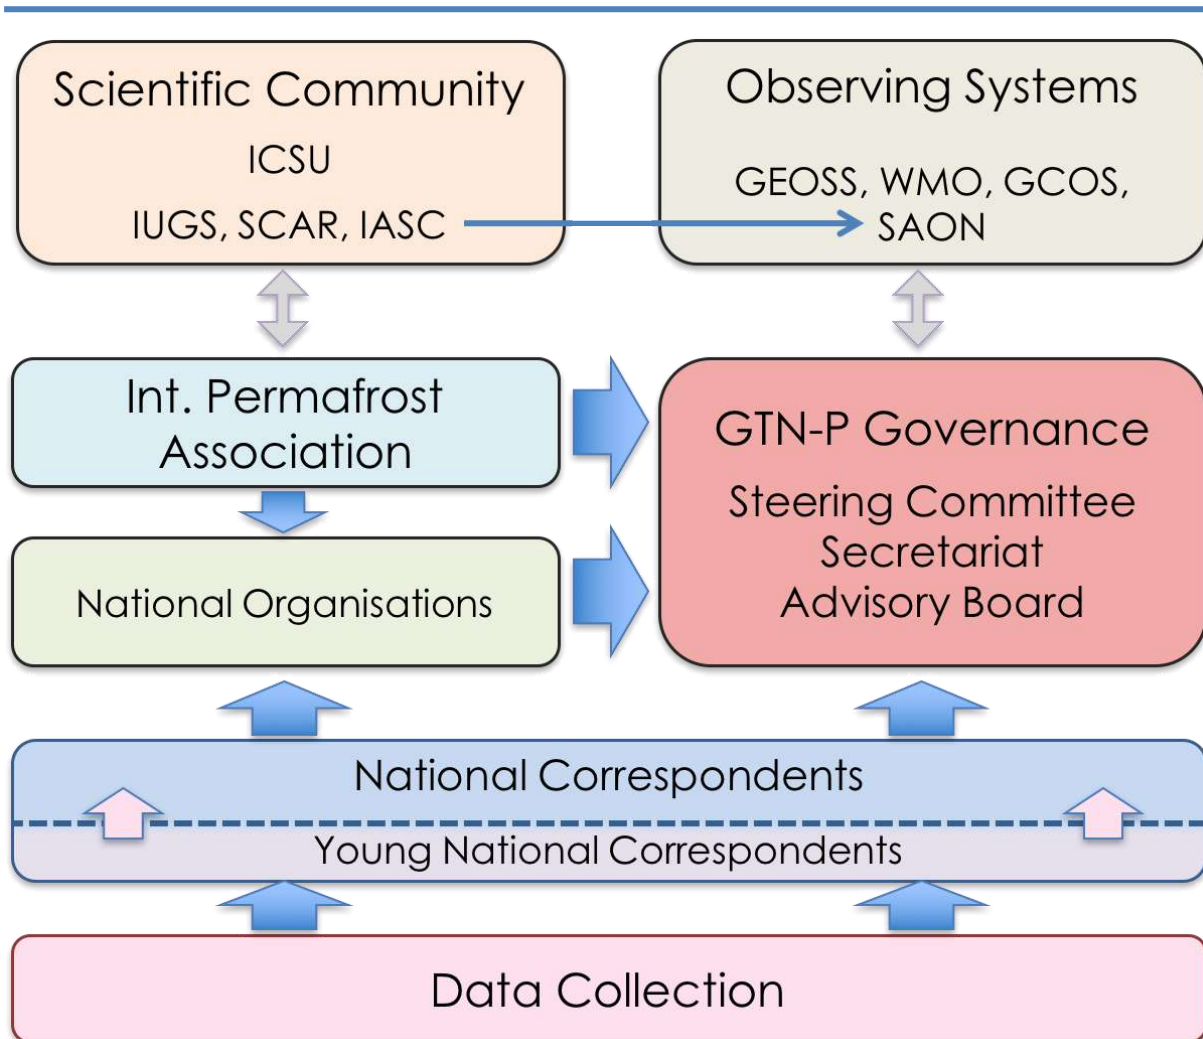 Scientific Community
ICSU
IUGS, SCAR, IASC
Observing Systems
GEOSS, WMO, GCOS,
SAON
Int. Permafrost
Association
GTN-P Governance
Steering Committee
Secretariat
Advisory Board
National Organisations
National Correspondents
Young National Correspondents
Data Collection